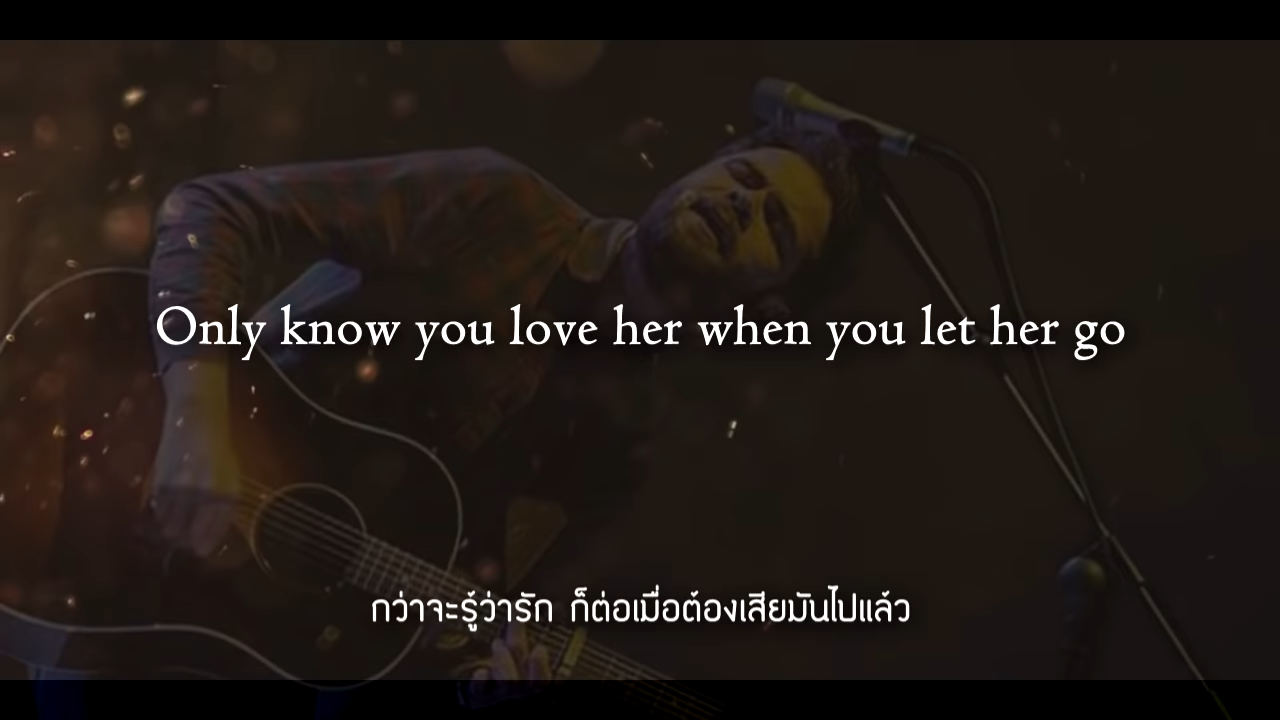 Only know you love her when you let her go
กว่าจะรู้ว่ารัก ก็ต่อเมื่อต้องเสียมันไปแล้ว